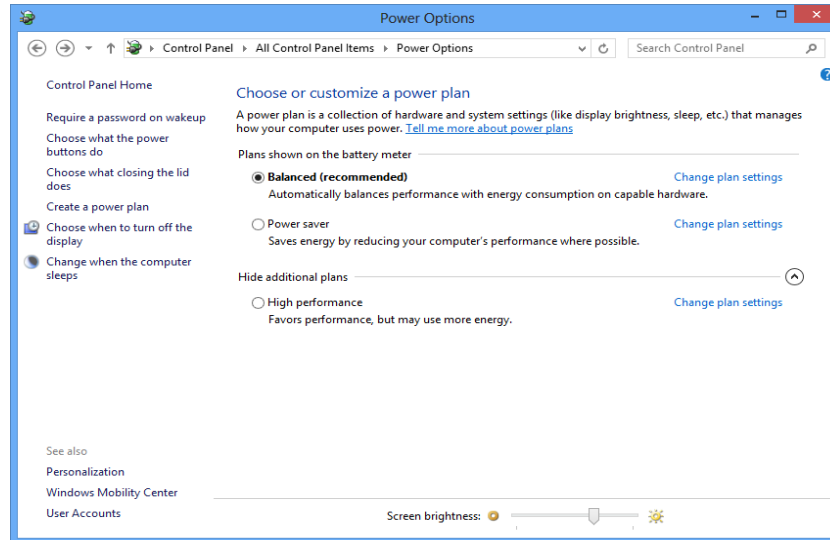 Power Options
Control Panel ▸ All Control Panel Items ▸ Power Options
Search Control Panel
?
Control Panel Home
Require a password on wakeup
Choose what the power
buttons do
Choose what closing the lid
does
Create a power plan
Choose when to turn off the
display
Change when the computer
sleeps
Choose or customize a power plan
A power plan is a collection of hardware and system settings (like display brightness, sleep, etc.) that manages
how your computer uses power. Tell me more about power plans
Plans shown on the battery meter
Balanced (recommended) Change plan settings
Automatically balances performance with energy consumption on capable hardware.
Power saver Change plan settings
Saves energy by reducing your computer's performance where possible.
Hide additional plans
High performance Change plan settings
Favors performance, but may use more energy.
See also
Personalization
Windows Mobility Center
User Accounts
Screen brightness: